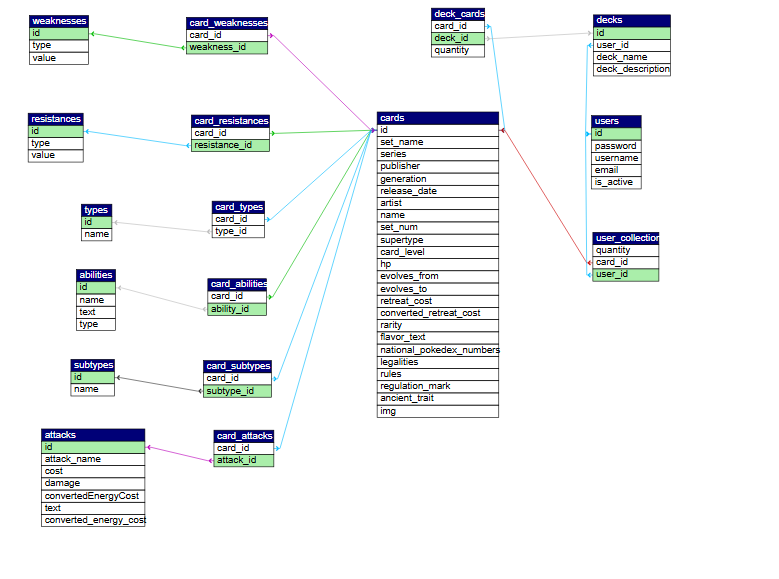 weaknesses
id
type
value
card_weaknesses
card_id
weakness_id
deck_cards
card_id
deck_id
quantity
decks
id
user_id
deck_name
deck_description
resistances
id
type
value
card_resistances
card_id
resistance_id
cards
id
set_name
series
publisher
generation
release_date
artist
name
set_num
supertype
card_level
hp
evolves_from
evolves_to
retreat_cost
converted_retreat_cost
rarity
flavor_text
national_pokedex_numbers
legalities
rules
regulation_mark
ancient_trait
img
users
id
password
username
email
is_active
types
id
name
card_types
card_id
type_id
user_collection
quantity
card_id
user_id
abilities
id
name
text
type
card_abilities
card_id
ability_id
subtypes
id
name
card_subtypes
card_id
subtype_id
attacks
id
attack_name
cost
damage
convertedEnergyCost
text
converted_energy_cost
card_attacks
card_id
attack_id